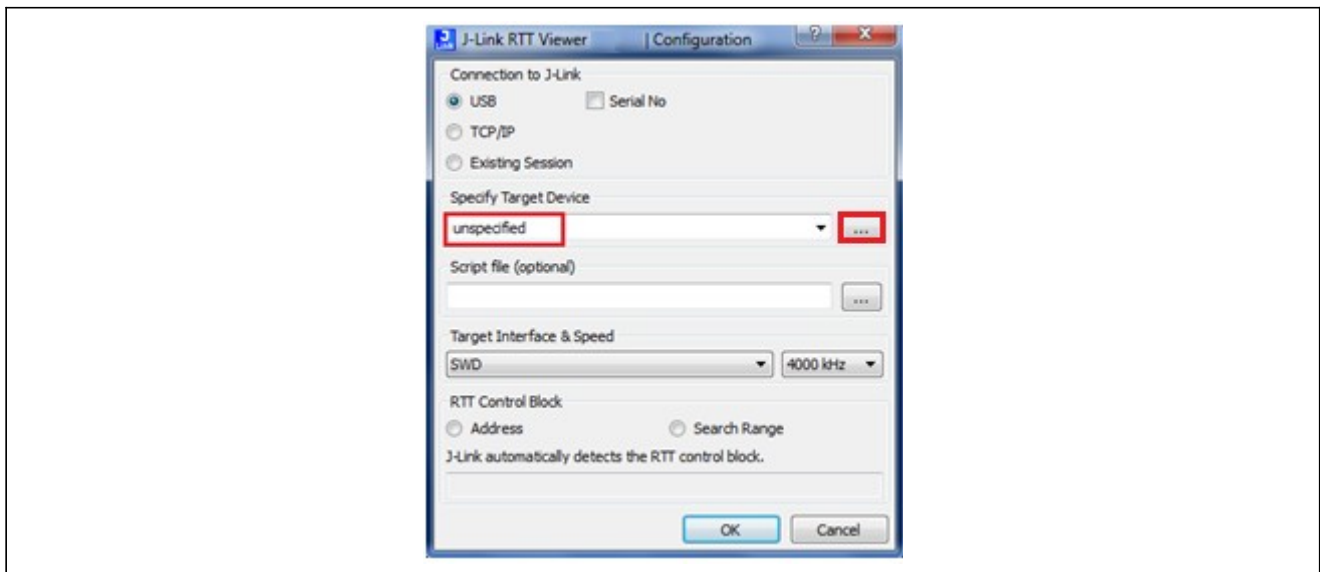 J-Link RTT Viewer | Configuration
Connection to J-Link
USB Serial No
TCP/IP
Existing Session
Specify Target Device
unspecified ...
Script file (optional)
...
Target Interface & Speed
SWD 4000 kHz
RTT Control Block
Address Search Range
J-Link automatically detects the RTT control block.
OK Cancel